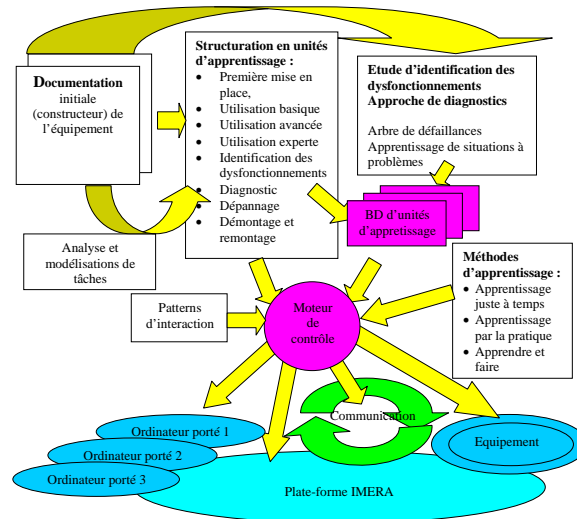 Documentation
initiale
(constructeur) de
l'équipement
Structuration en unités
d'apprentissage :
• Première mise en
place,
• Utilisation basique
• Utilisation avancée
• Utilisation experte
• Identification des
dysfonctionnements
• Diagnostic
• Dépannage
• Démontage et
remontage
Etude d'identification des
dysfonctionnements
Approche de diagnostics
Arbre de défaillances
Apprentissage de situations à
problèmes
BD d'unités
d'apretissage
Analyse et
modélisations de
tâches
Méthodes
d'apprentissage :
• Apprentissage
juste à temps
• Apprentissage
par la pratique
• Apprendre et
faire
Patterns
d'interaction
Moteur
de
contrôle
Communication
Ordinateur porté 1
Ordinateur porté 2
Ordinateur porté 3
Equipement
Plate-forme IMERA